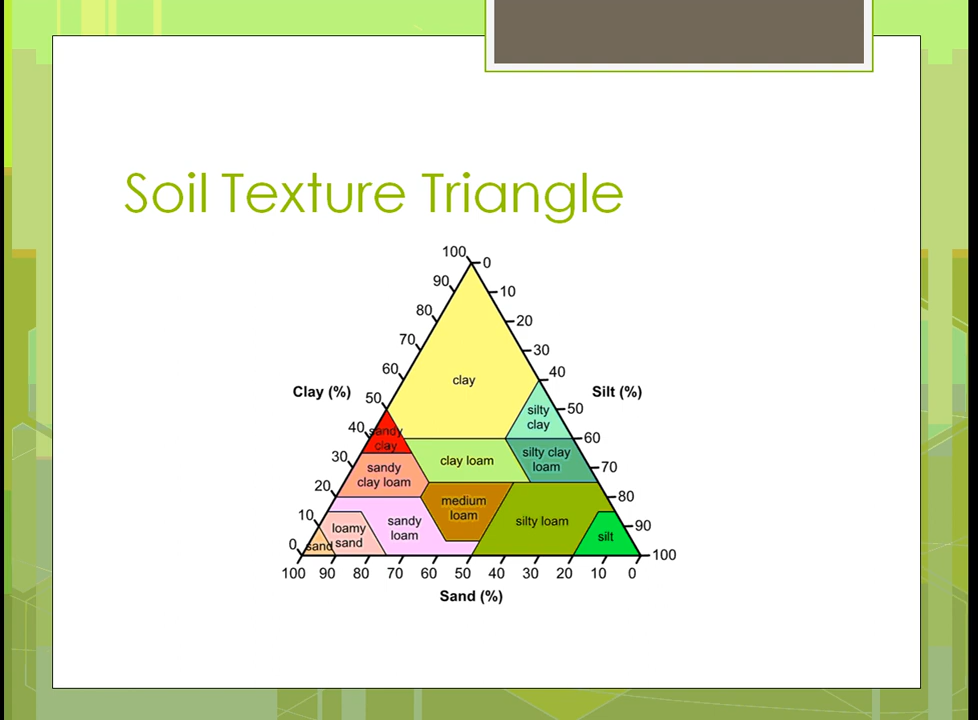 Soil Texture Triangle
100
0
90
10
80
20
70
30
60
40
Clay (%)
Silt (%)
50
clay
50
silty
clay
40
sandy
clay
60
30
sandy
clay loam
clay loam
silty clay
loam
70
20
medium
loam
80
10
loamy
sand
sandy
loam
silty loam
silt
90
0
sand
100
100 90 80 70 60 50 40 30 20 10 0
Sand (%)